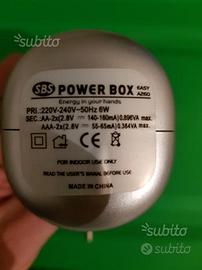 subito
SBS POWER BOX EASY
Energy in your hands AZ60
PRI.:220V-240V~50Hz 6W
SEC.:AA-2x(2.8V ⎓ 140-160mA)0.896VA max.
AAA-2x(2.8V ⎓ 55-65mA)0.364VA max.
FOR INDOOR USE ONLY
READ THE USER'S MANUAL BEFORE USE
MADE IN CHINA
subito